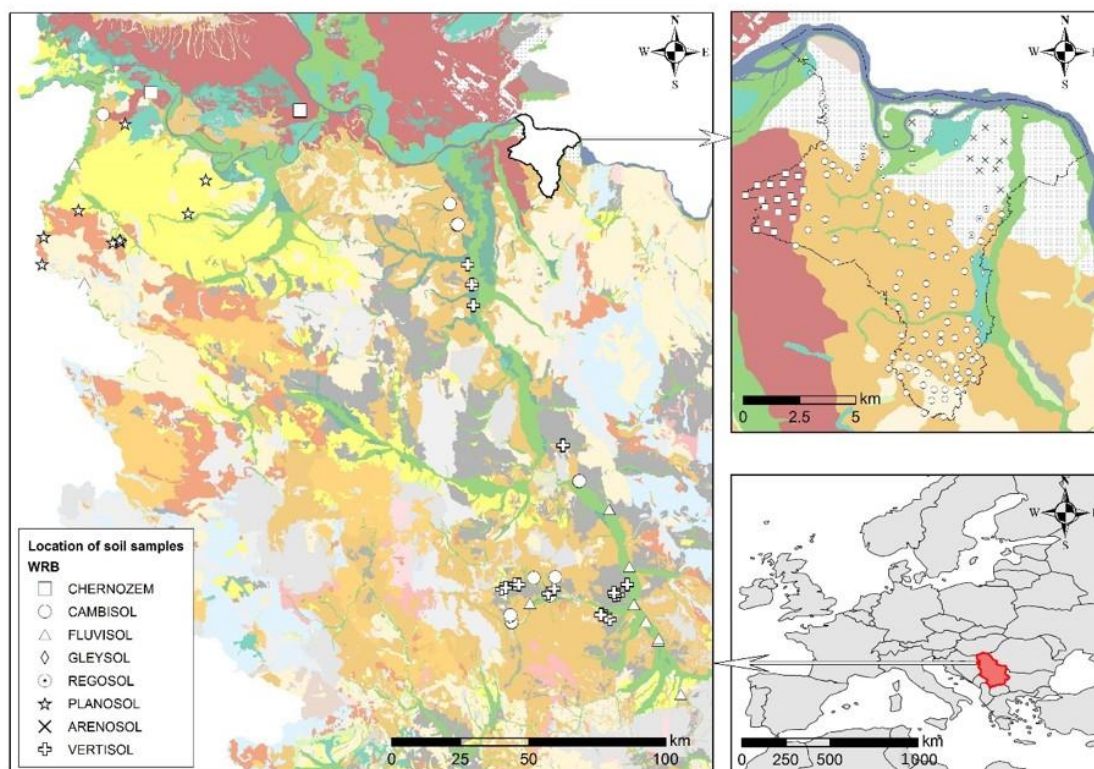 N
W E
S
Location of soil samples
WRB
CHERNOZEM
CAMBISOL
FLUVISOL
GLEYSOL
REGOSOL
PLANOSOL
ARENOSOL
VERTISOL
km
0 25 50 100
N
W E
S
km
0 2.5 5
N
W E
S
km
0 250 500 1000